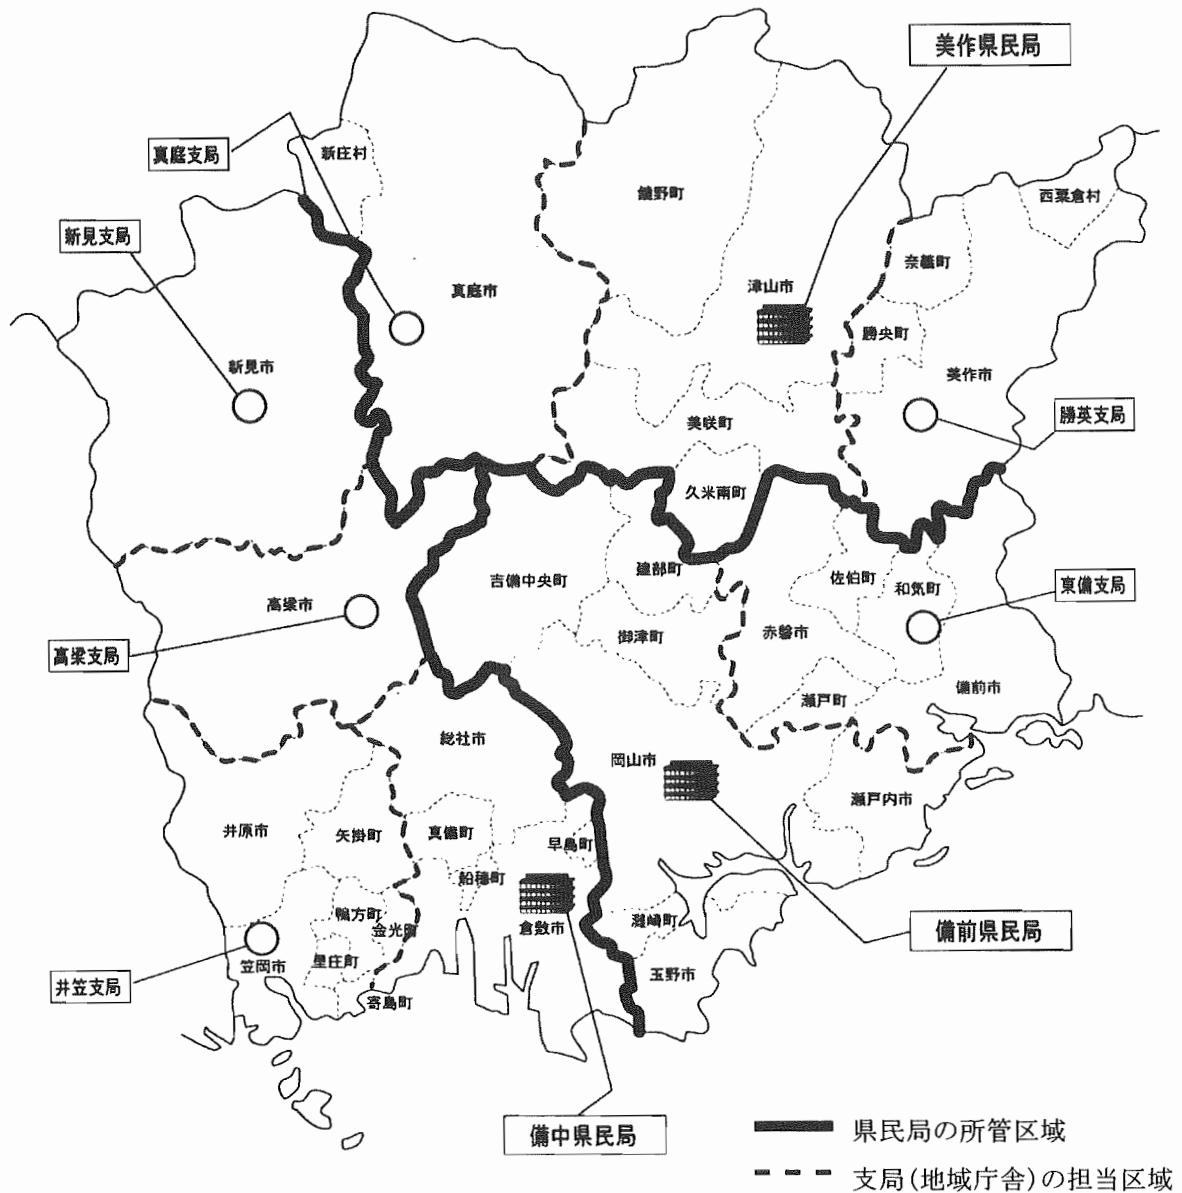 美作県民局
真庭支局
新庄村
鏡野町
西粟倉村
新見支局
奈義町
真庭市
津山市
勝央町
新見市
美作市
勝英支局
美咲町
久米南町
吉備中央町
建部町
佐伯町
和気町
東備支局
高梁市
赤磐市
御津町
高梁支局
備前市
瀬戸町
総社市
岡山市
瀬戸内市
井原市
矢掛町
真備町
早島町
船穂町
鴨方町
灘崎町
金光町
倉敷市
備前県民局
里庄町
笠岡市
玉野市
井笠支局
寄島町
備中県民局
県民局の所管区域
支局(地域庁舎)の担当区域